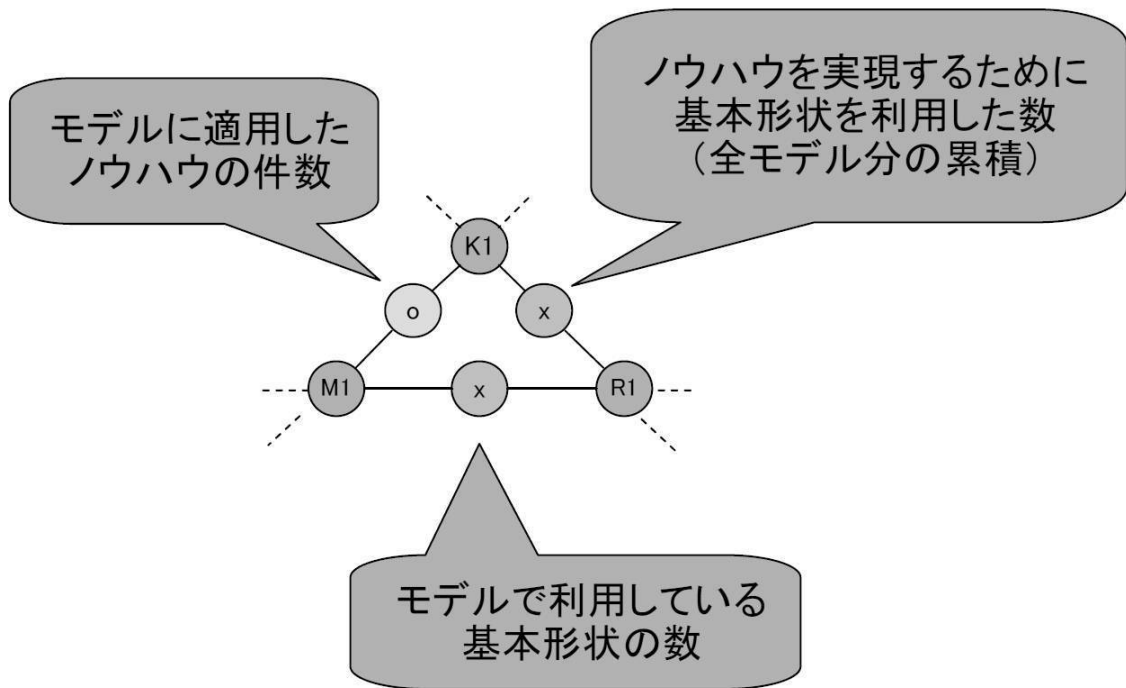 モデルに適用した
ノウハウの件数
ノウハウを実現するために
基本形状を利用した数
（全モデル分の累積）
K1
o
x
M1
x
R1
モデルで利用している
基本形状の数